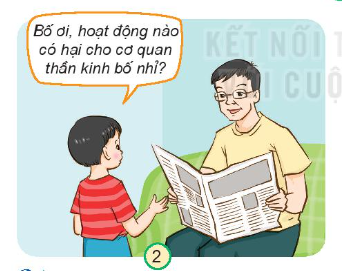 Bố ơi, hoạt động nào
có hại cho cơ quan
thần kinh bố nhỉ?
KẾT NỐI T
I CUỘ
2